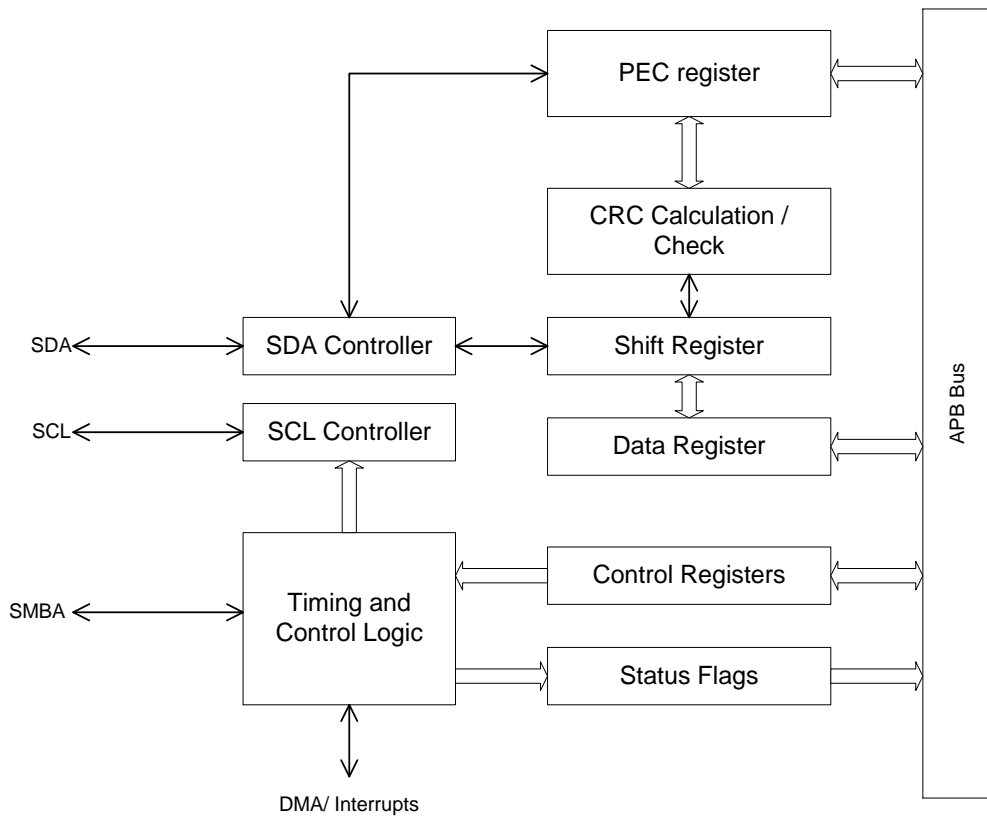 PEC register
CRC Calculation /
Check
SDA
SDA Controller
Shift Register
SCL
SCL Controller
Data Register
APB Bus
SMBA
Timing and
Control Logic
Control Registers
Status Flags
DMA/ Interrupts